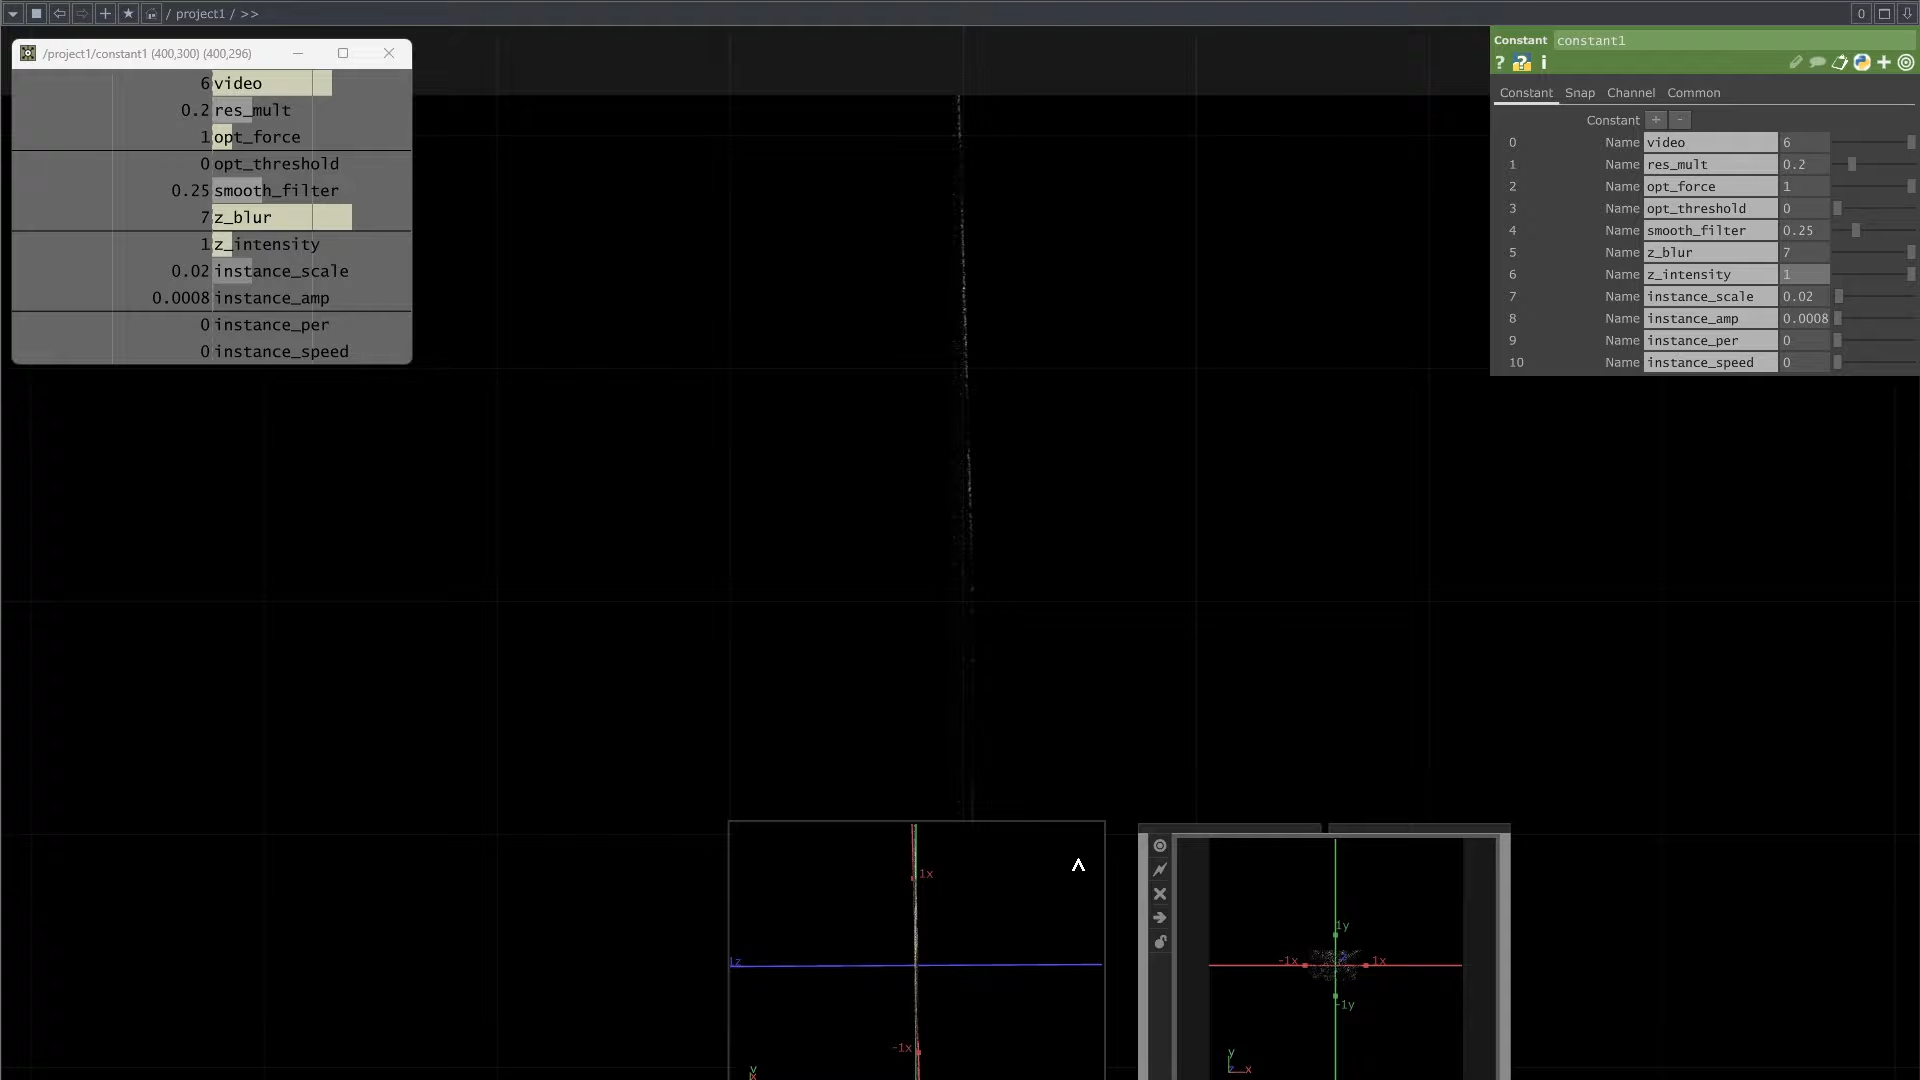 / project1 / >>
0
/project1/constant1 (400,300) (400,296)
6 video
0.2 res_mult
1 opt_force
0 opt_threshold
0.25 smooth_filter
7 z_blur
1 z_intensity
0.02 instance_scale
0.0008 instance_amp
0 instance_per
0 instance_speed
Constant constant1
? ? i
Constant Snap Channel Common
Constant + -
0 Name video 6
1 Name res_mult 0.2
2 Name opt_force 1
3 Name opt_threshold 0
4 Name smooth_filter 0.25
5 Name z_blur 7
6 Name z_intensity 1
7 Name instance_scale 0.02
8 Name instance_amp 0.0008
9 Name instance_per 0
10 Name instance_speed 0
1x
-1x
y
x
1y
-1x 1x
-1y
y
z x